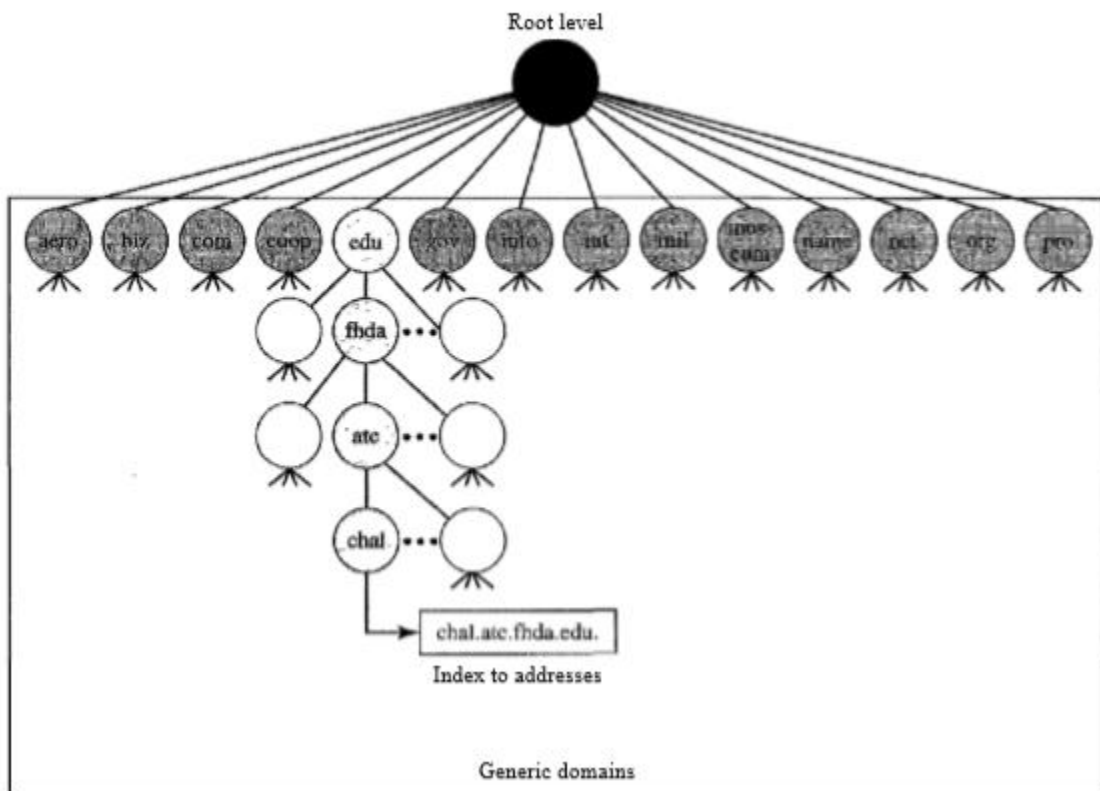 Root level
aero biz com coop edu gov info int mil name net org pro
fhda
atc
chal
chal.atc.fhda.edu.
Index to addresses
Generic domains